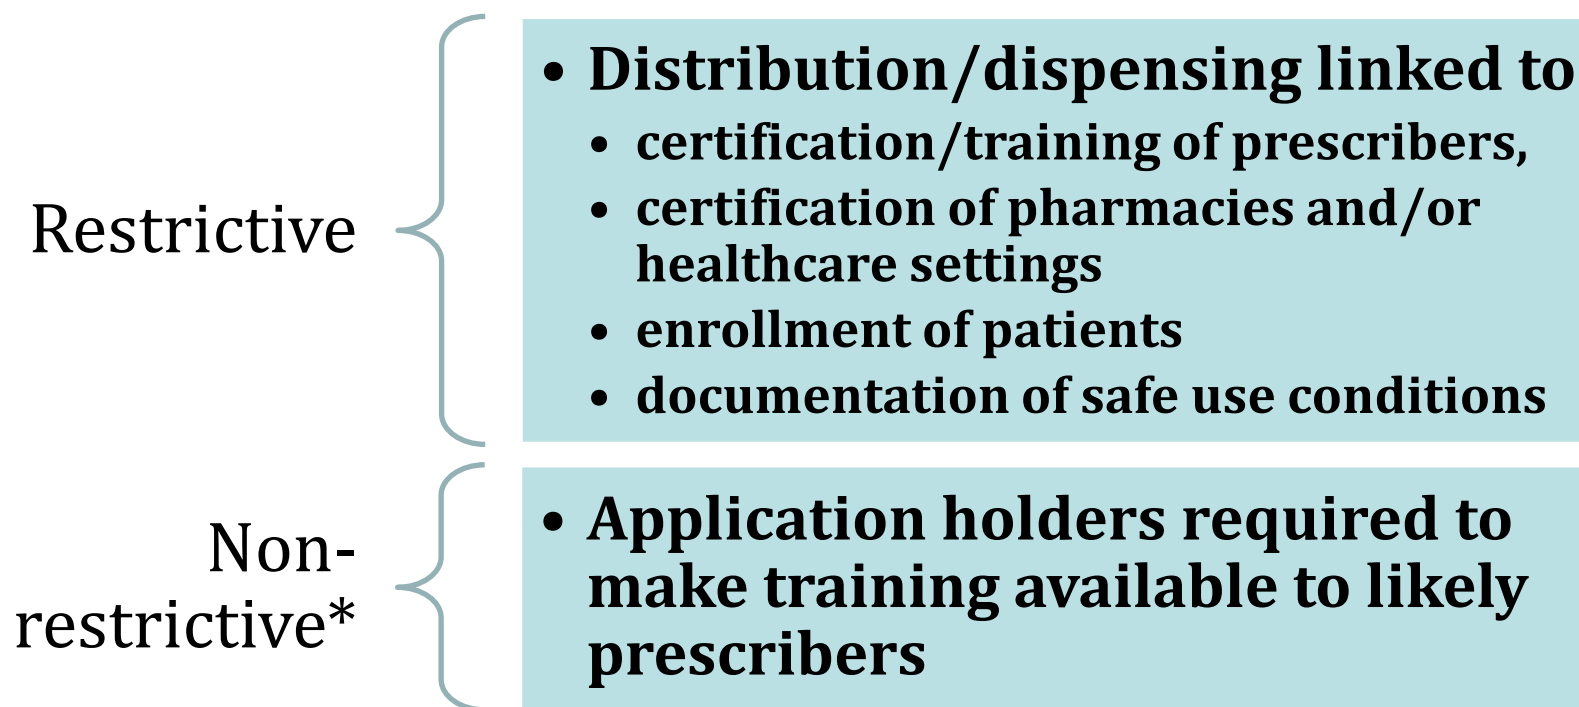 Restrictive
• Distribution/dispensing linked to
• certification/training of prescribers,
• certification of pharmacies and/or
healthcare settings
• enrollment of patients
• documentation of safe use conditions
Non-
restrictive*
• Application holders required to
make training available to likely
prescribers